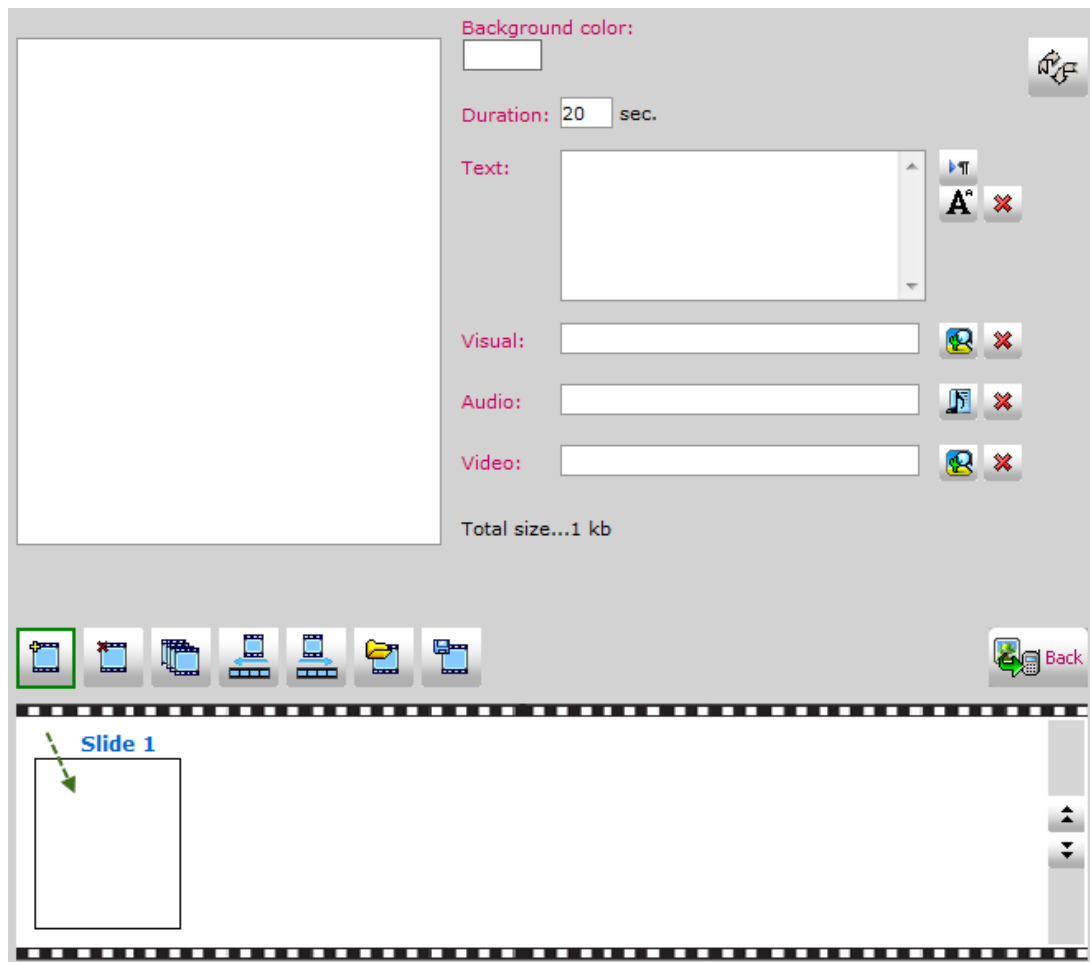 Background color:
Duration: 20 sec.
Text:
Visual:
Audio:
Video:
Total size...1 kb
Back
Slide 1